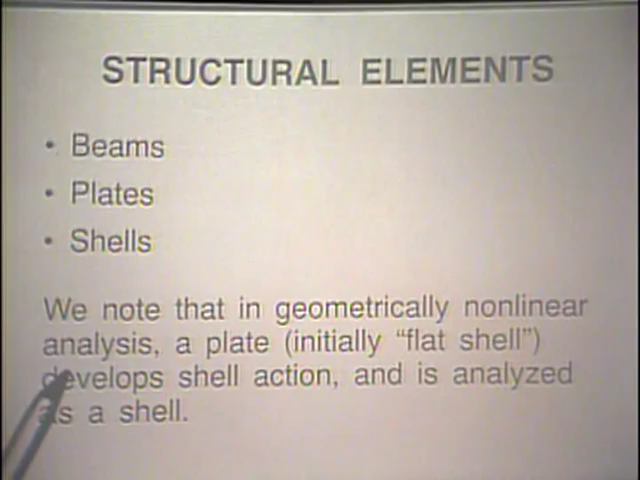 STRUCTURAL ELEMENTS
• Beams
• Plates
• Shells
We note that in geometrically nonlinear
analysis, a plate (initially “flat shell”)
develops shell action, and is analyzed
as a shell.